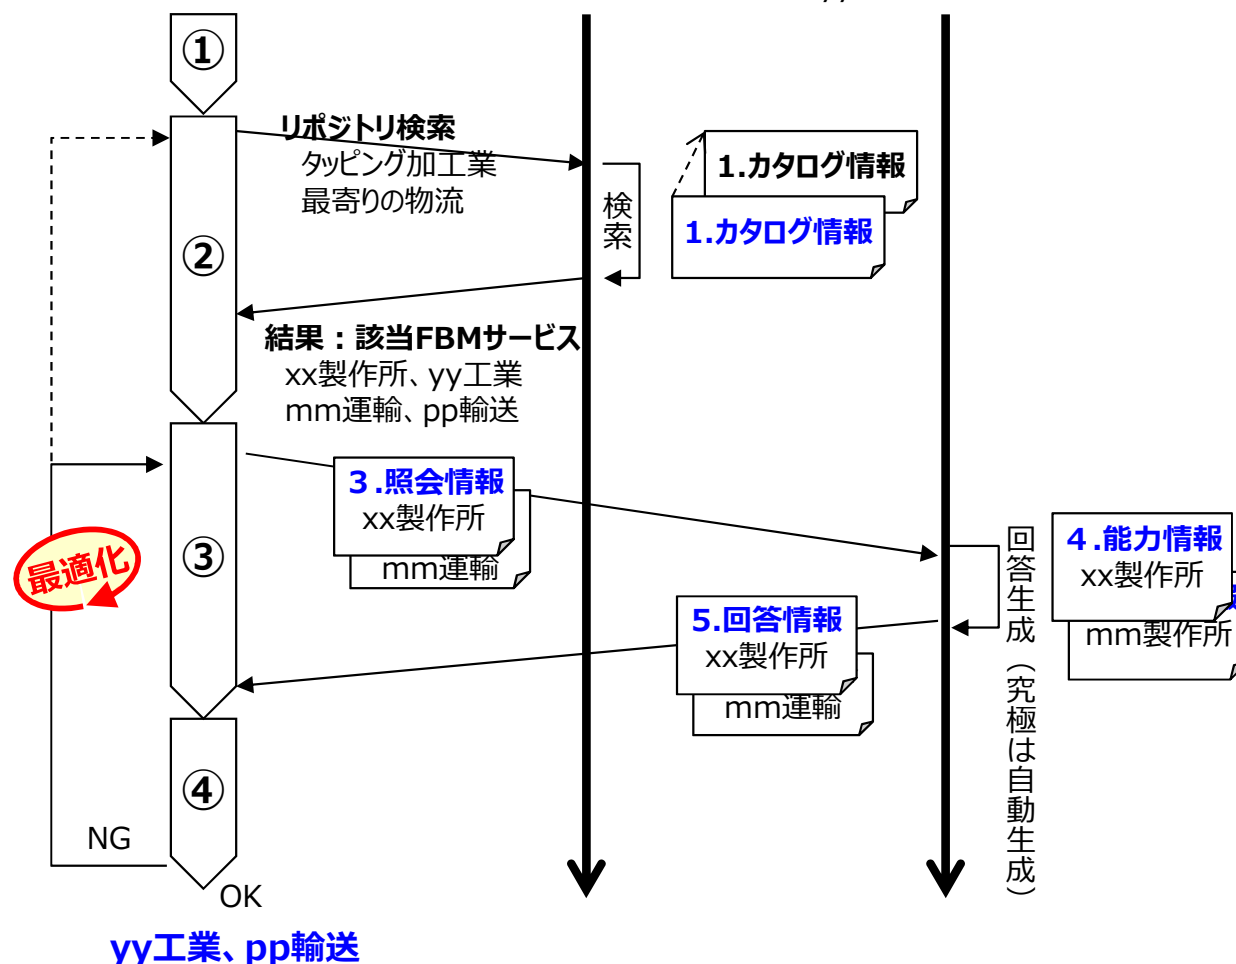 ①
リポジトリ検索
タッピング加工業
最寄りの物流
検索
1.カタログ情報
1.カタログ情報
②
結果：該当FBMサービス
xx製作所、yy工業
mm運輸、pp輸送
３.照会情報
xx製作所
mm運輸
③
最適化
回答生成（究極は自動生成）
４.能力情報
xx製作所
mm製作所
5.回答情報
xx製作所
mm運輸
④
NG
OK
yy工業、pp輸送